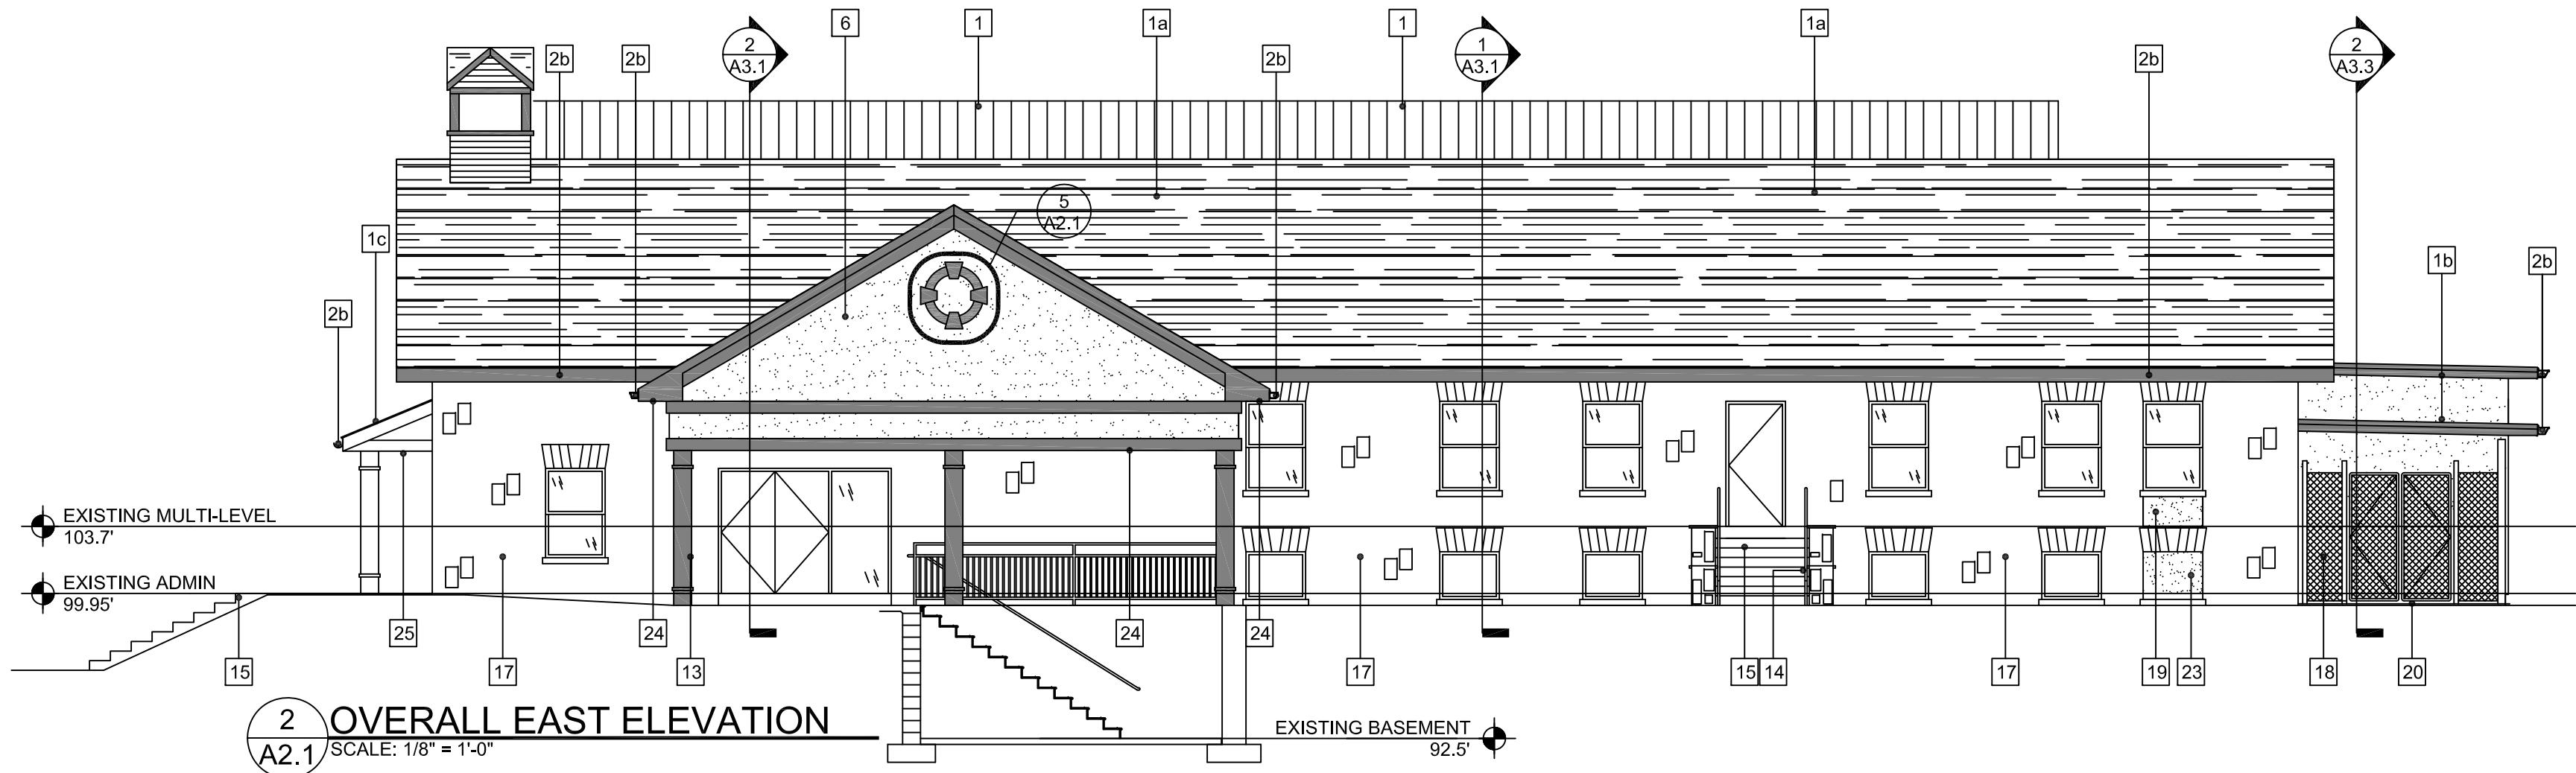 6
1
1a
1
1a
2
A3.1
1
A3.1
2
A3.3
2b
2b
2b
2b
5
A2.1
1c
1b
2b
2b
EXISTING MULTI-LEVEL
103.7'
EXISTING ADMIN
99.95'
25
24
24
24
15
17
13
17
15
14
17
19
23
18
20
2
A2.1
OVERALL EAST ELEVATION
SCALE: 1/8" = 1'-0"
EXISTING BASEMENT
92.5'